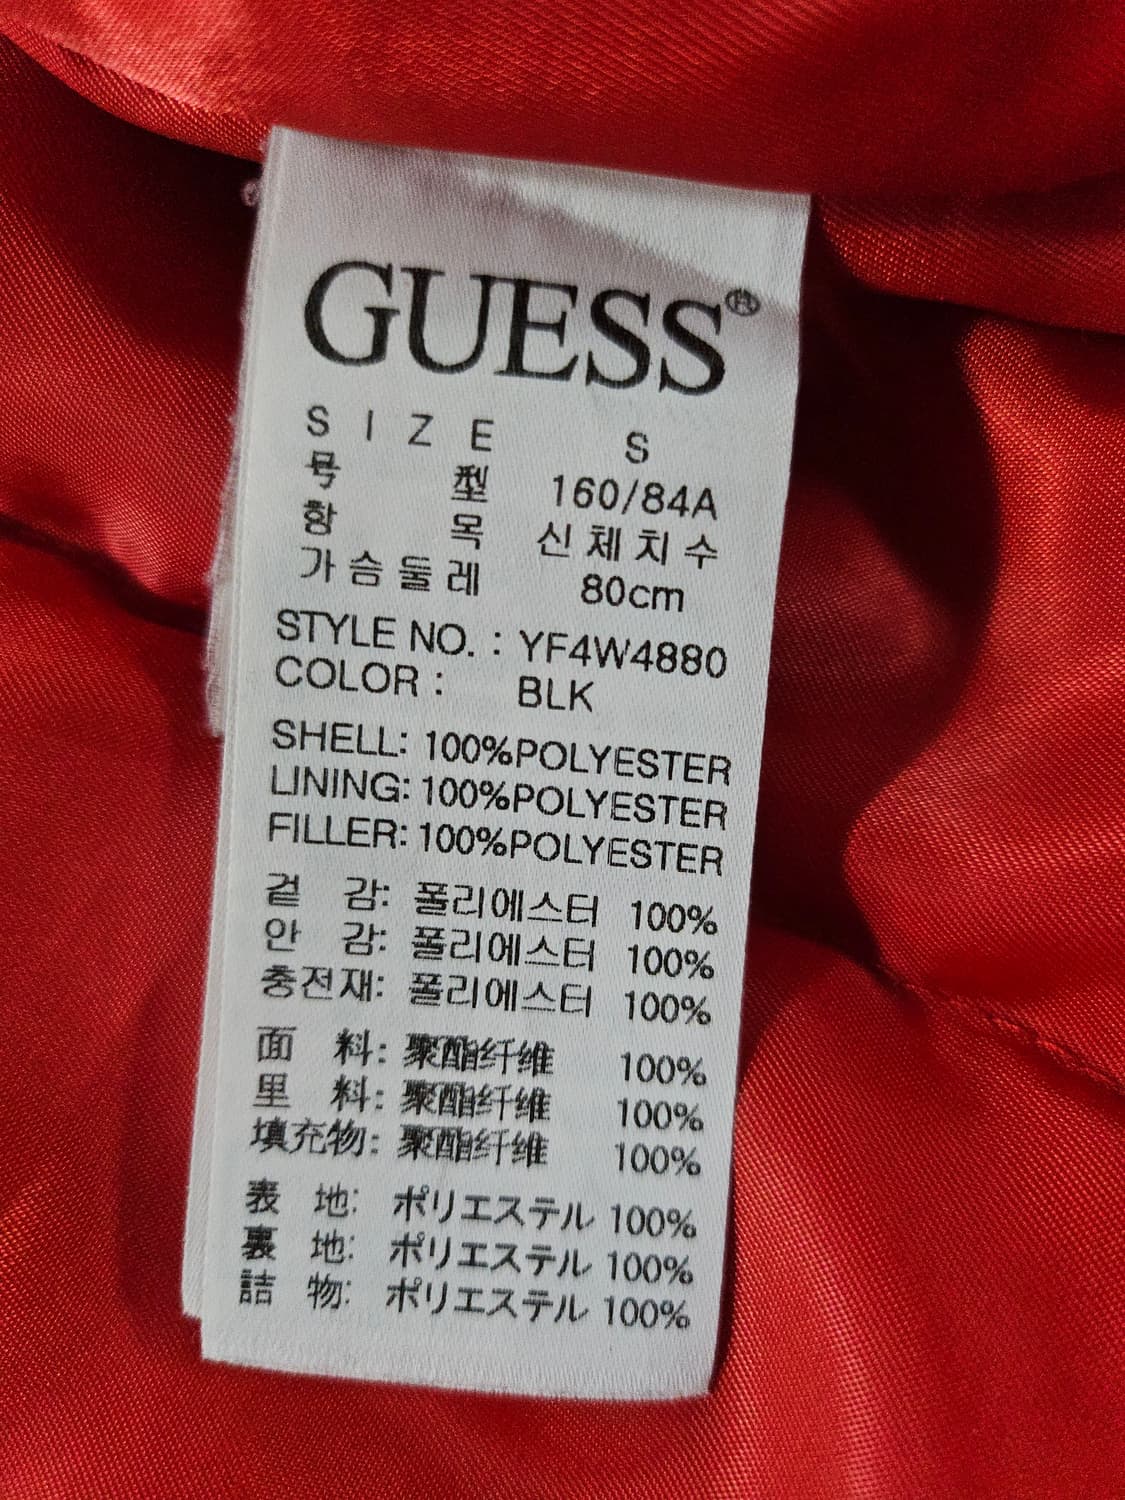 GUESS®
SIZE S
号型 160/84A
항목 신체치수
가슴둘레 80cm
STYLE NO. : YF4W4880
COLOR : BLK
SHELL: 100%POLYESTER
LINING: 100%POLYESTER
FILLER: 100%POLYESTER
겉 감: 폴리에스터 100%
안 감: 폴리에스터 100%
충전재: 폴리에스터 100%
面 料: 聚酯纤维 100%
里 料: 聚酯纤维 100%
填充物: 聚酯纤维 100%
表 地: ポリエステル 100%
裏 地: ポリエステル 100%
詰 物: ポリエステル 100%